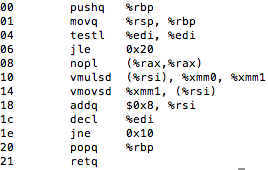 00 pushq %rbp
01 movq %rsp, %rbp
04 testl %edi, %edi
06 jle 0x20
08 nopl (%rax,%rax)
10 vmulsd (%rsi), %xmm0, %xmm1
14 vmovsd %xmm1, (%rsi)
18 addq $0x8, %rsi
1c decl %edi
1e jne 0x10
20 popq %rbp
21 retq